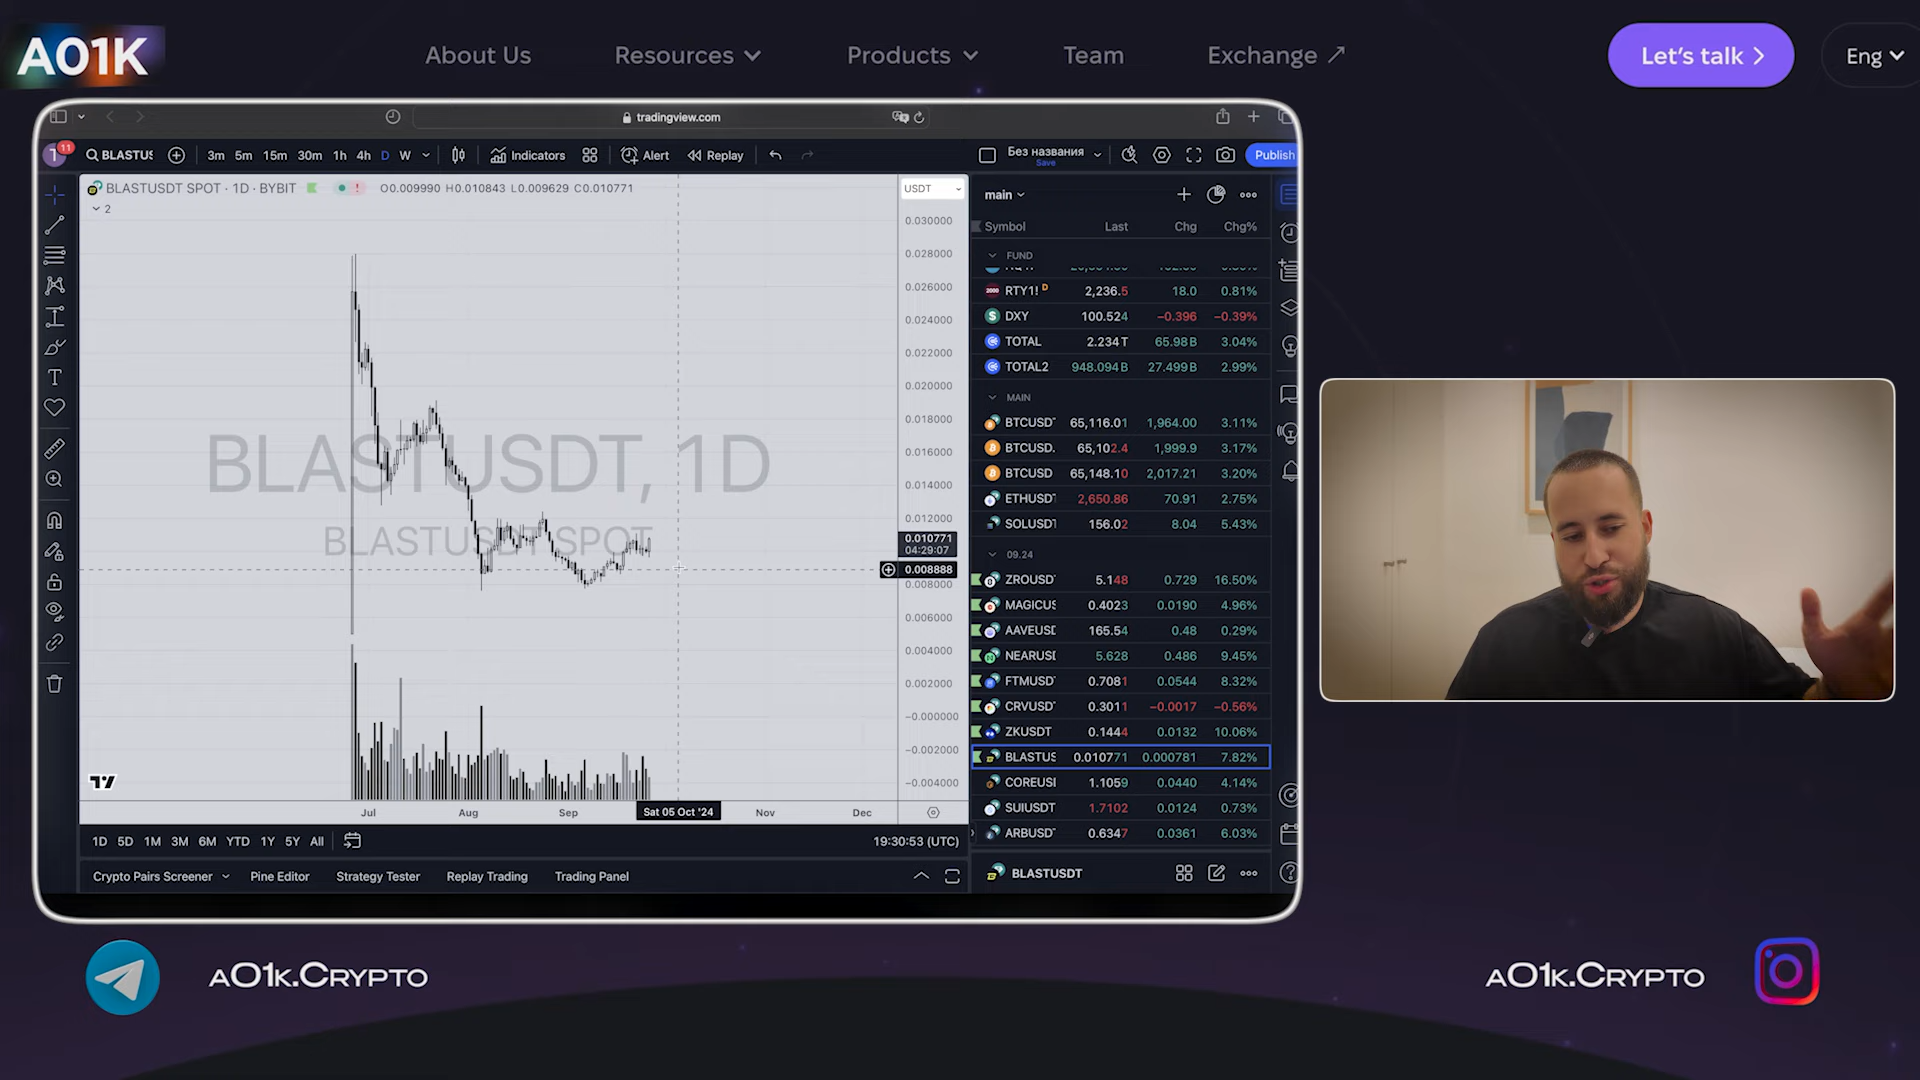 AO1K
About Us
Resources
Products
Team
Exchange
Let's talk
Eng
tradingview.com
11
BLASTUS
3m 5m 15m 30m 1h 4h D W
Indicators
Alert
Replay
Без названия
Save
Publish
BLASTUSDT SPOT · 1D · BYBIT
O0.009990 H0.010843 L0.009629 C0.010771
2
USDT
BLASTUSDT, 1D
BLASTUSDT SPOT
0.030000
0.028000
0.026000
0.024000
0.022000
0.020000
0.018000
0.016000
0.014000
0.012000
0.010771
04:29:07
0.008888
0.008000
0.006000
0.004000
0.002000
−0.000000
−0.002000
−0.004000
Jul
Aug
Sep
Sat 05 Oct '24
Nov
Dec
1D 5D 1M 3M 6M YTD 1Y 5Y All
19:30:53 (UTC)
Crypto Pairs Screener
Pine Editor
Strategy Tester
Replay Trading
Trading Panel
main
Symbol Last Chg Chg%
FUND
RTY1! D 2,236.5 18.0 0.81%
DXY 100.524 −0.396 −0.39%
TOTAL 2.234 T 65.98 B 3.04%
TOTAL2 948.094 B 27.499 B 2.99%
MAIN
BTCUSDT 65,116.01 1,964.00 3.11%
BTCUSD. 65,102.4 1,999.9 3.17%
BTCUSD 65,148.10 2,017.21 3.20%
ETHUSDT 2,650.86 70.91 2.75%
SOLUSDT 156.02 8.04 5.43%
09.24
ZROUSD 5.148 0.729 16.50%
MAGICUS 0.4023 0.0190 4.96%
AAVEUSD 165.54 0.48 0.29%
NEARUSD 5.628 0.486 9.45%
FTMUSD 0.7081 0.0544 8.32%
CRVUSD 0.3011 −0.0017 −0.56%
ZKUSDT 0.1444 0.0132 10.06%
BLASTUS 0.010771 0.000781 7.82%
COREUSD 1.1059 0.0440 4.14%
SUIUSDT 1.7102 0.0124 0.73%
ARBUSD 0.6347 0.0361 6.03%
BLASTUSDT
AO1K.CRYPTO
AO1K.CRYPTO